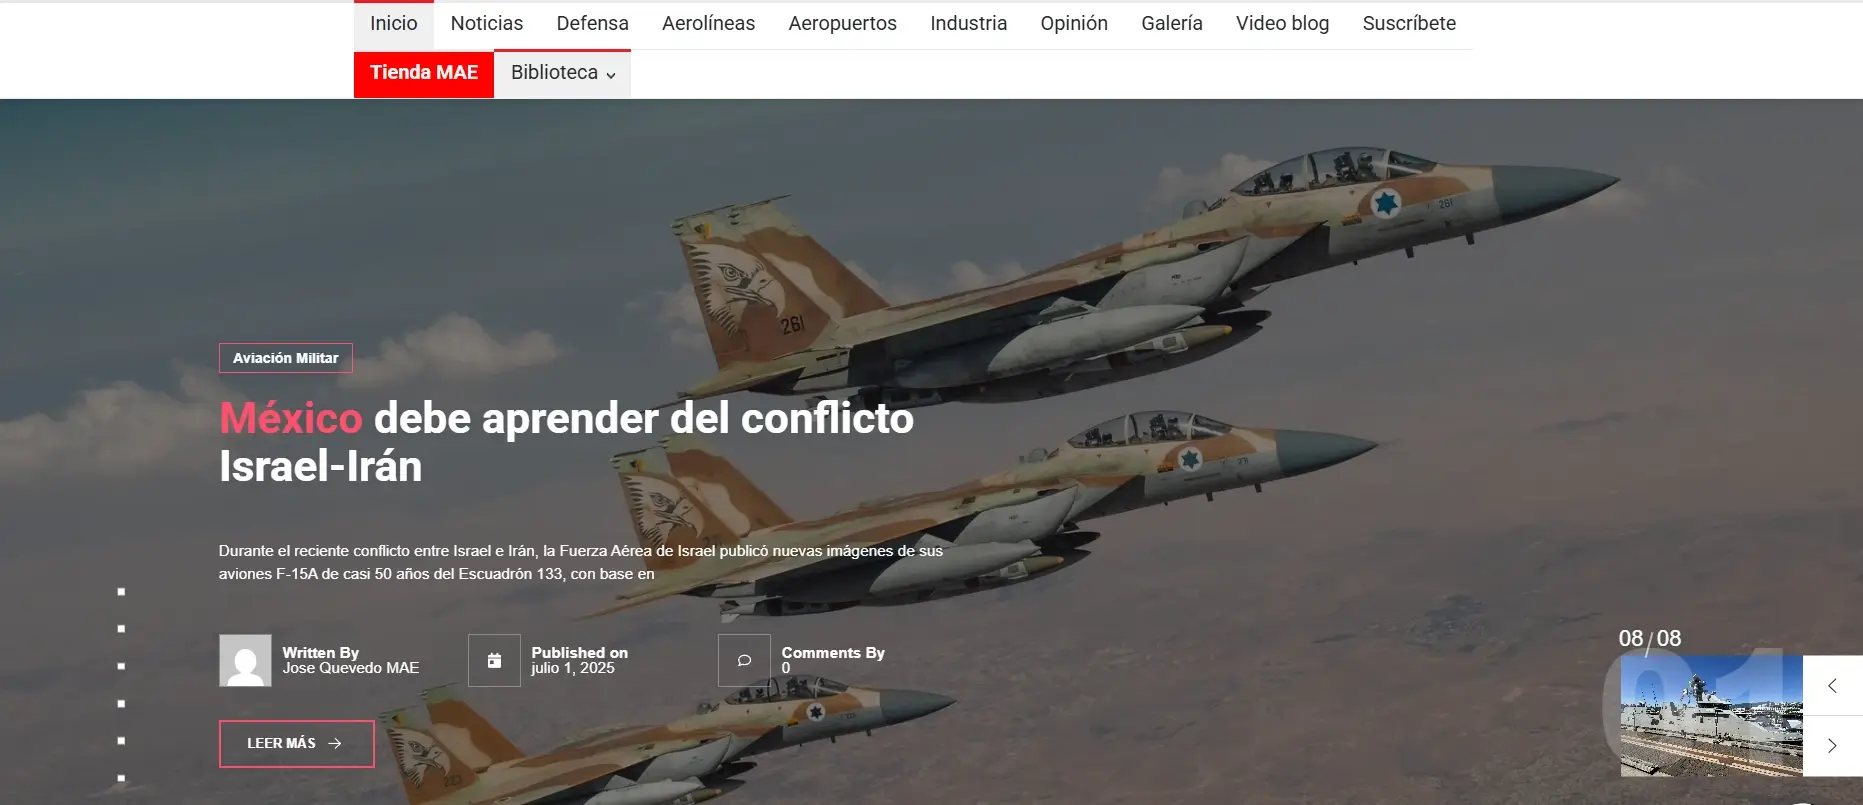 Inicio Noticias Defensa Aerolíneas Aeropuertos Industria Opinión Galería Video blog Suscríbete
Tienda MAE Biblioteca
261
261
Aviación Militar
México debe aprender del conflicto
Israel-Irán
Durante el reciente conflicto entre Israel e Irán, la Fuerza Aérea de Israel publicó nuevas imágenes de sus
aviones F-15A de casi 50 años del Escuadrón 133, con base en
Written By
Jose Quevedo MAE
Published on
julio 1, 2025
Comments By
0
LEER MÁS
08 / 08
01